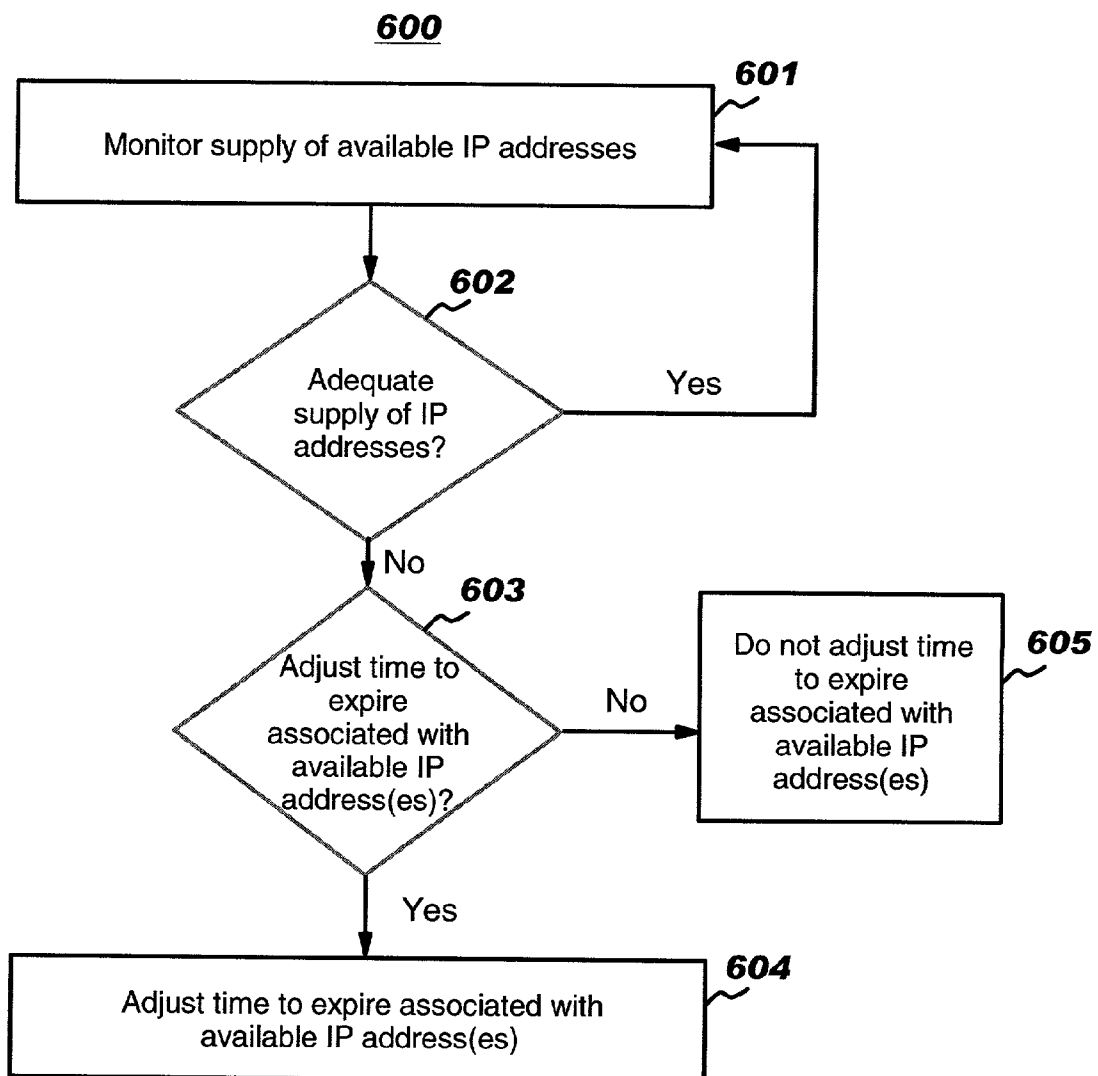 600
601
Monitor supply of available IP addresses
602
Adequate
supply of IP
addresses?
Yes
No
603
Adjust time to
expire
associated with
available IP
address(es)?
No
Do not adjust time
to expire
associated with
available IP
address(es)
605
Yes
604
Adjust time to expire associated with
available IP address(es)